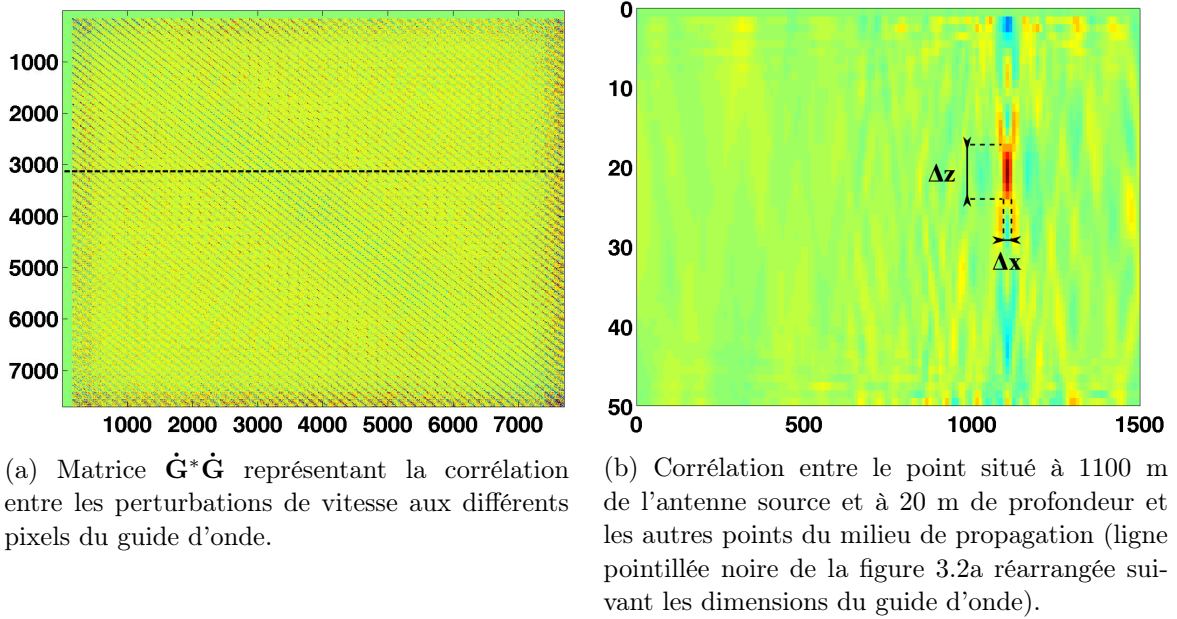 1000
2000
3000
4000
5000
6000
7000
1000 2000 3000 4000 5000 6000 7000
0
10
20
30
40
50
0 500 1000 1500
Δz
Δx
(a) Matrice Ġ*Ġ représentant la corrélation
entre les perturbations de vitesse aux différents
pixels du guide d'onde.
(b) Corrélation entre le point situé à 1100 m
de l'antenne source et à 20 m de profondeur et
les autres points du milieu de propagation (ligne
pointillée noire de la figure 3.2a réarrangée sui-
vant les dimensions du guide d'onde).